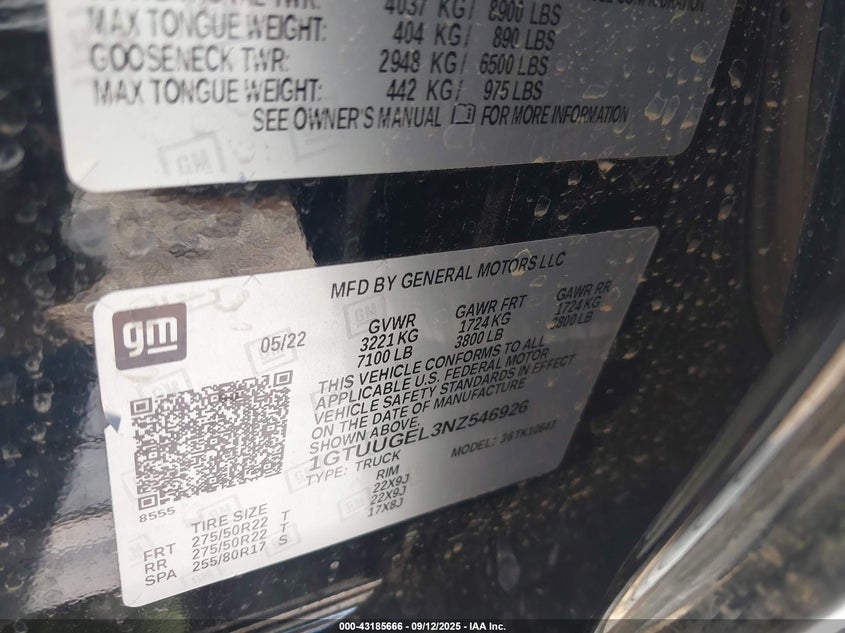 4037 KG/ 8900 LBS
MAX TONGUE WEIGHT: 404 KG/ 890 LBS
GOOSENECK TWR: 2948 KG/ 6500 LBS
MAX TONGUE WEIGHT: 442 KG/ 975 LBS
SEE OWNER'S MANUAL FOR MORE INFORMATION
GM
MFD BY GENERAL MOTORS LLC
gm
05/22
GVWR GAWR FRT GAWR RR
3221 KG 1724 KG 1724 KG
7100 LB 3800 LB 3800 LB
THIS VEHICLE CONFORMS TO ALL
APPLICABLE U.S. FEDERAL MOTOR
VEHICLE SAFETY STANDARDS IN EFFECT
ON THE DATE OF MANUFACTURE
SHOWN ABOVE.
1GTUUGEL3NZ546926
TYPE: TRUCK MODEL:
8555
TIRE SIZE RIM
FRT 275/50R22 T 22X9J
RR 275/50R22 T 22X9J
SPA 255/80R17 S 17X8J
000-43185666 - 09/12/2025 - IAA Inc.